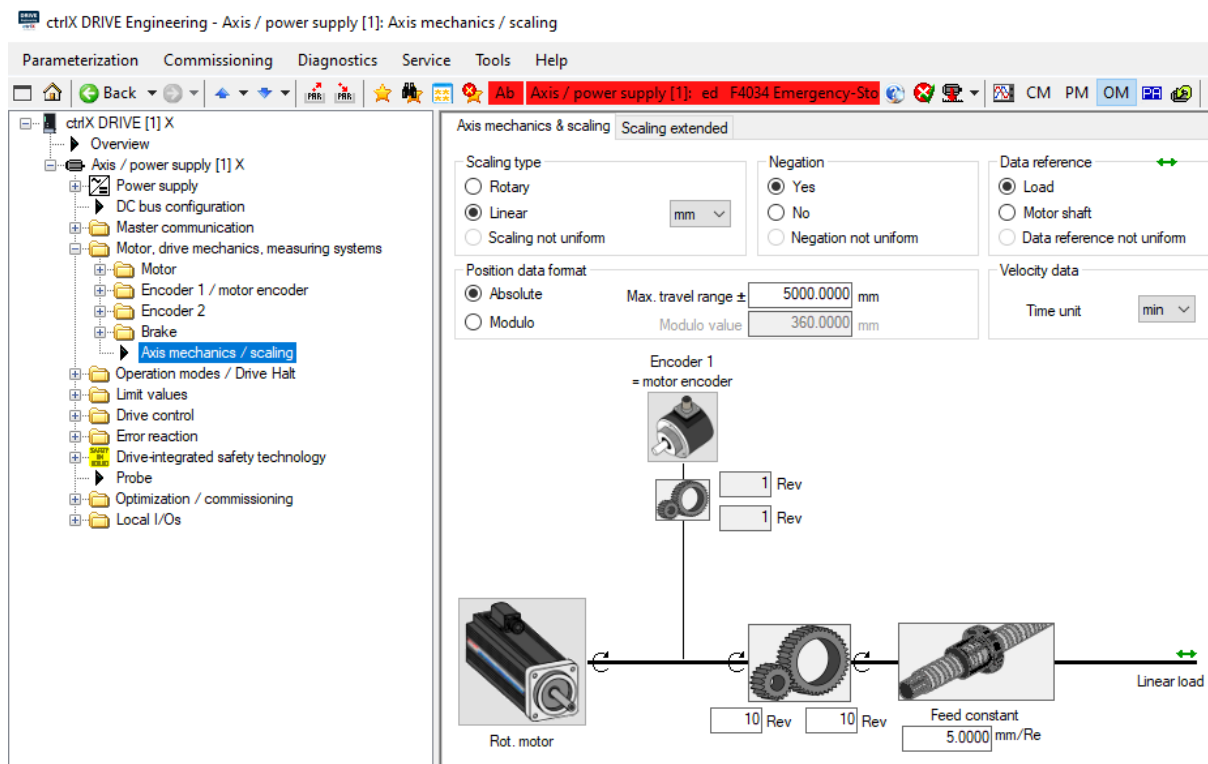 ctrlX DRIVE Engineering - Axis / power supply [1]: Axis mechanics / scaling
Parameterization Commissioning Diagnostics Service Tools Help
Back PAR PAR Ab Axis / power supply [1]: ed F4034 Emergency-Sto CM PM OM
ctrlX DRIVE [1] X
Overview
Axis / power supply [1] X
Power supply
DC bus configuration
Master communication
Motor, drive mechanics, measuring systems
Motor
Encoder 1 / motor encoder
Encoder 2
Brake
Axis mechanics / scaling
Operation modes / Drive Halt
Limit values
Drive control
Error reaction
Drive-integrated safety technology
Probe
Optimization / commissioning
Local I/Os
Axis mechanics & scaling Scaling extended
Scaling type
Rotary
Linear mm
Scaling not uniform
Negation
Yes
No
Negation not uniform
Data reference
Load
Motor shaft
Data reference not uniform
Position data format
Absolute Max. travel range ± 5000.0000 mm
Modulo Modulo value 360.0000 mm
Velocity data
Time unit min
Encoder 1
= motor encoder
1 Rev
1 Rev
Rot. motor
10 Rev 10 Rev
Feed constant
5.0000 mm/Re
Linear load